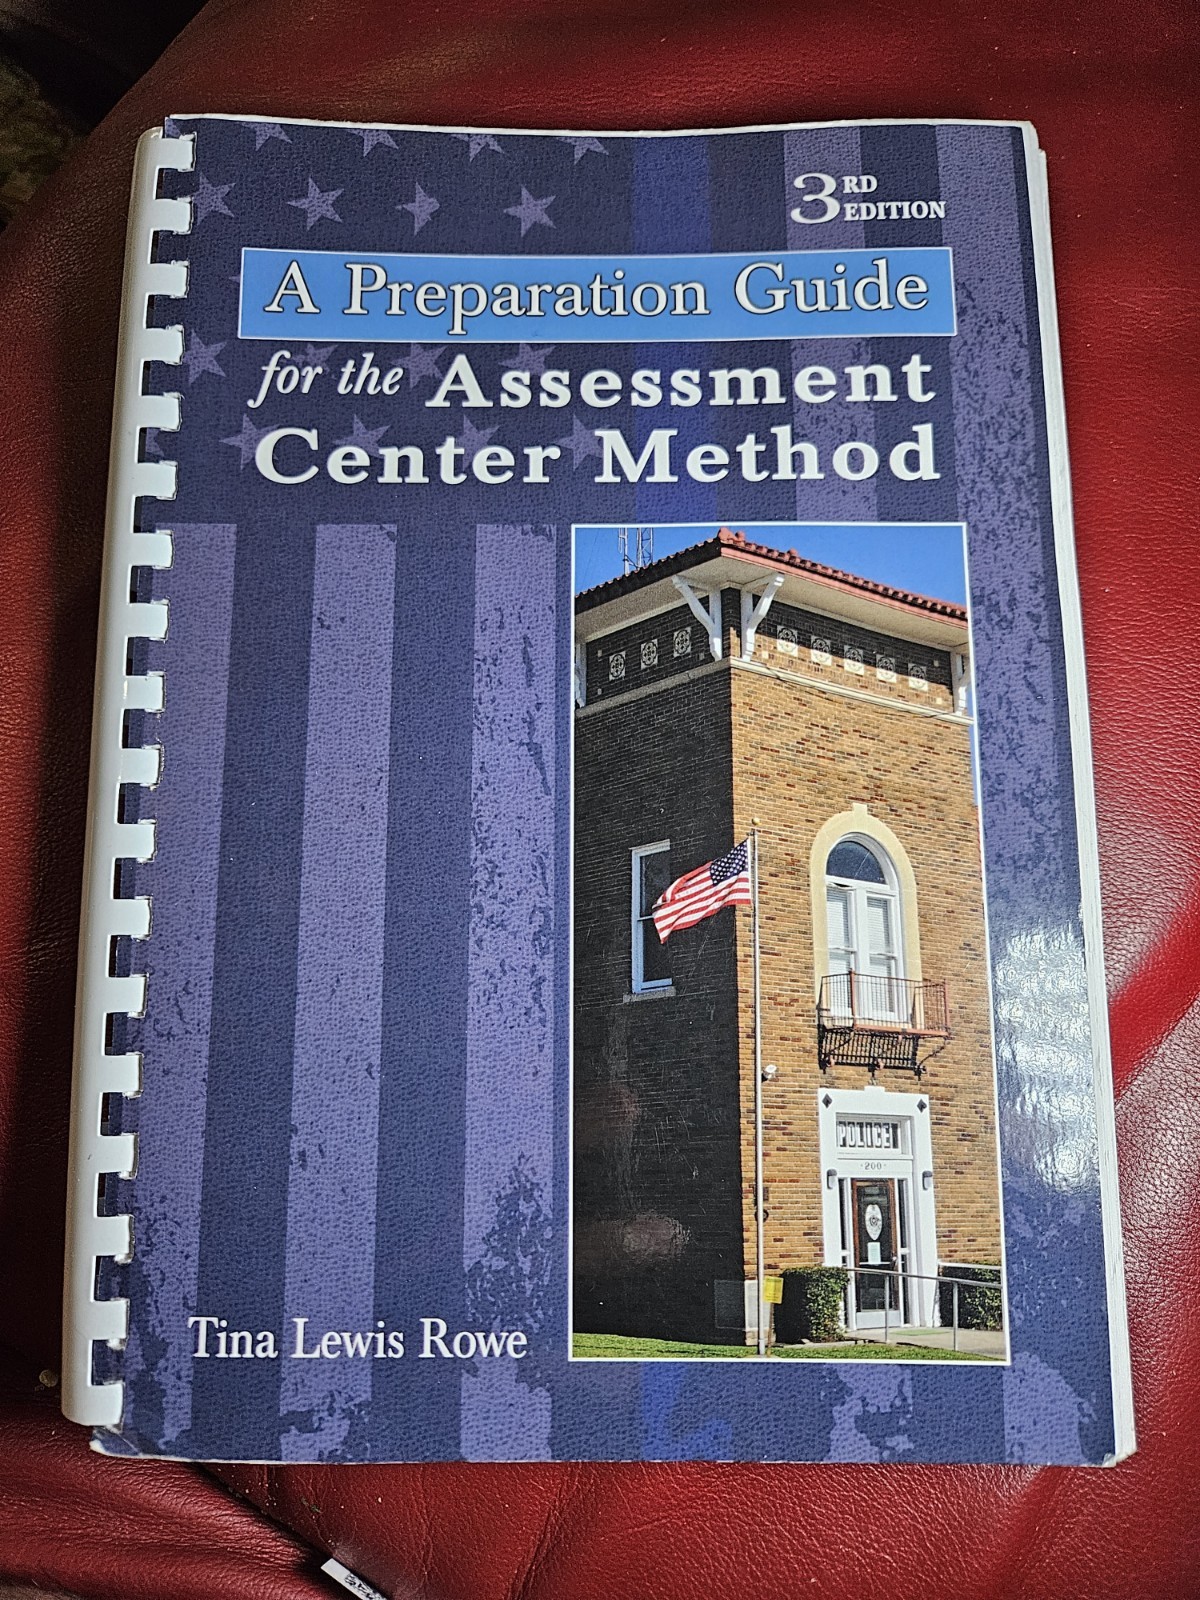 3RD
EDITION
A Preparation Guide
for the Assessment
Center Method
POLICE
200
Tina Lewis Rowe